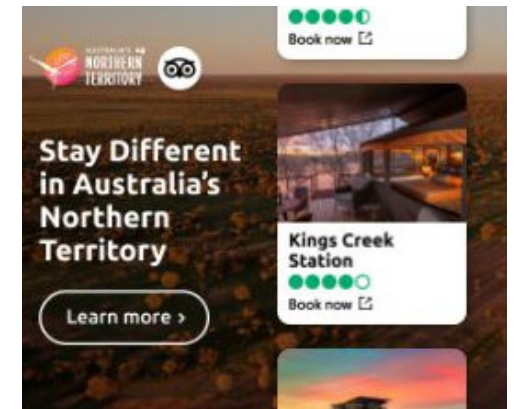 AUSTRALIA'S
NORTHERN
TERRITORY
Stay Different
in Australia's
Northern
Territory
Learn more ›
Book now
Kings Creek
Station
Book now